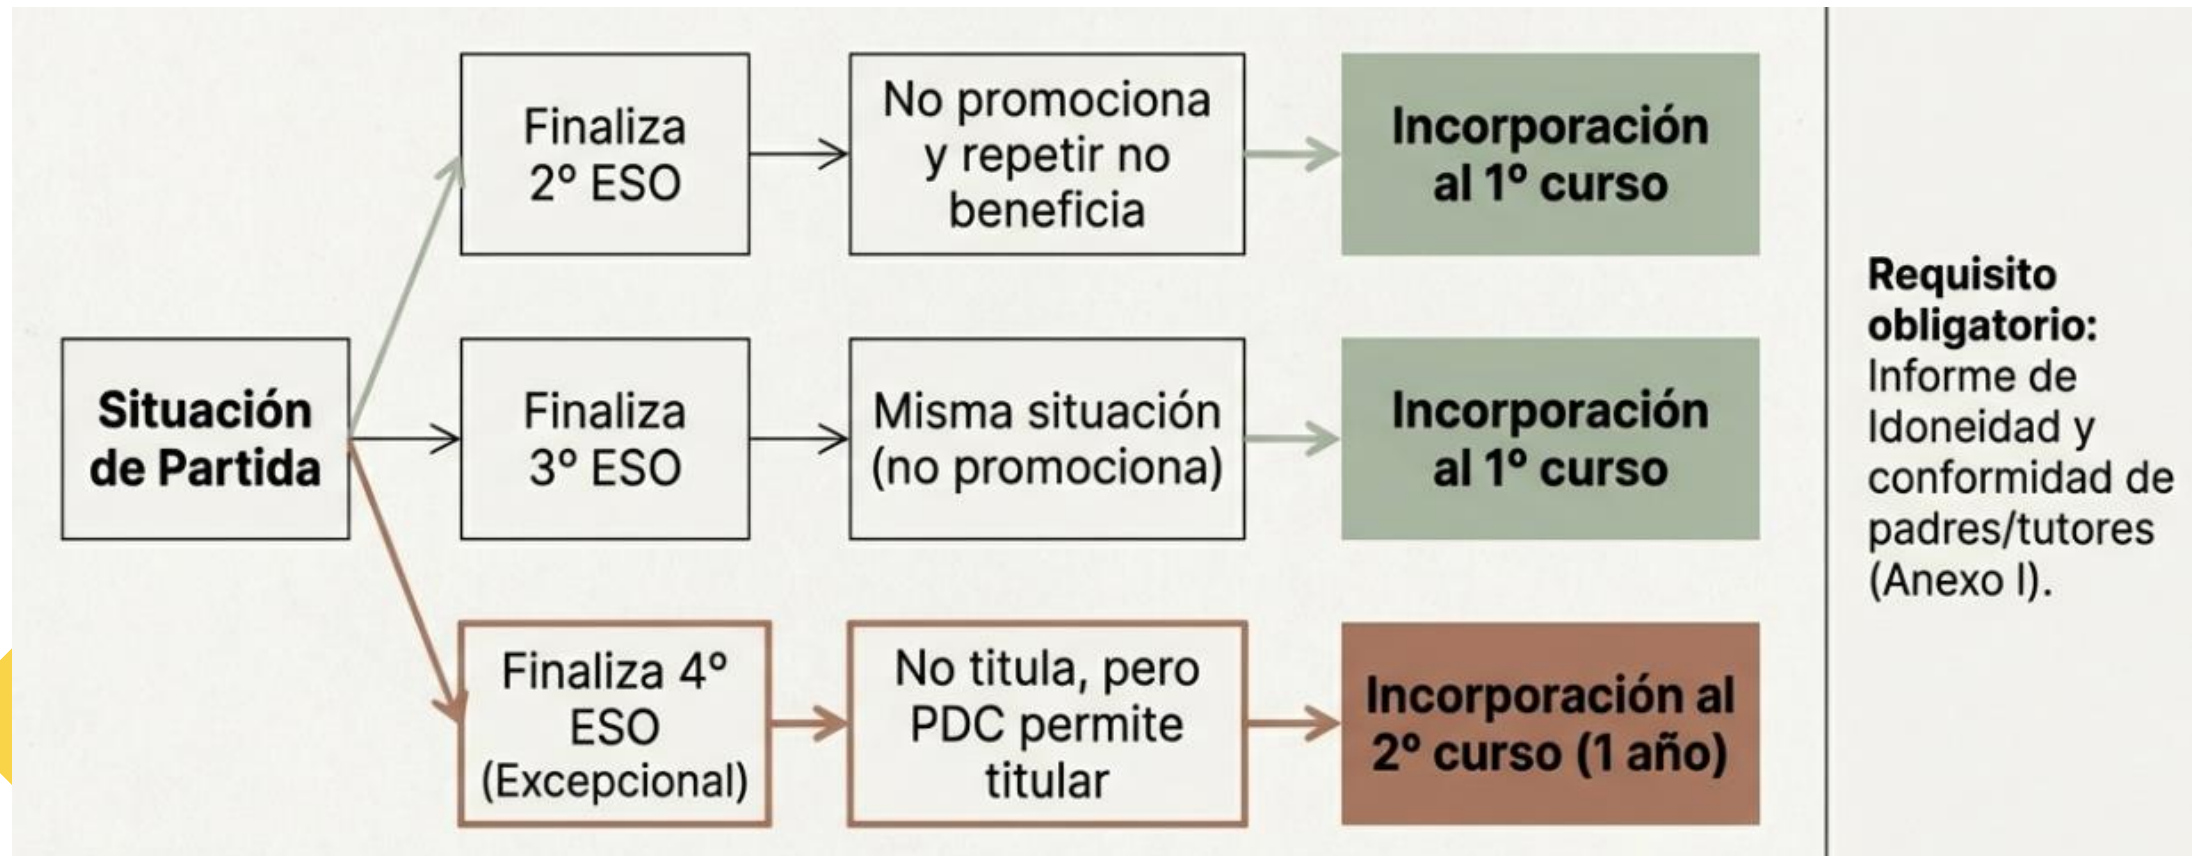 Finaliza
2º ESO
No promociona
y repetir no
beneficia
Incorporación
al 1º curso
Situación
de Partida
Finaliza
3º ESO
Misma situación
(no promociona)
Incorporación
al 1º curso
Finaliza 4º
ESO
(Excepcional)
No titula, pero
PDC permite
titular
Incorporación al
2º curso (1 año)
Requisito
obligatorio:
Informe de
Idoneidad y
conformidad de
padres/tutores
(Anexo I).